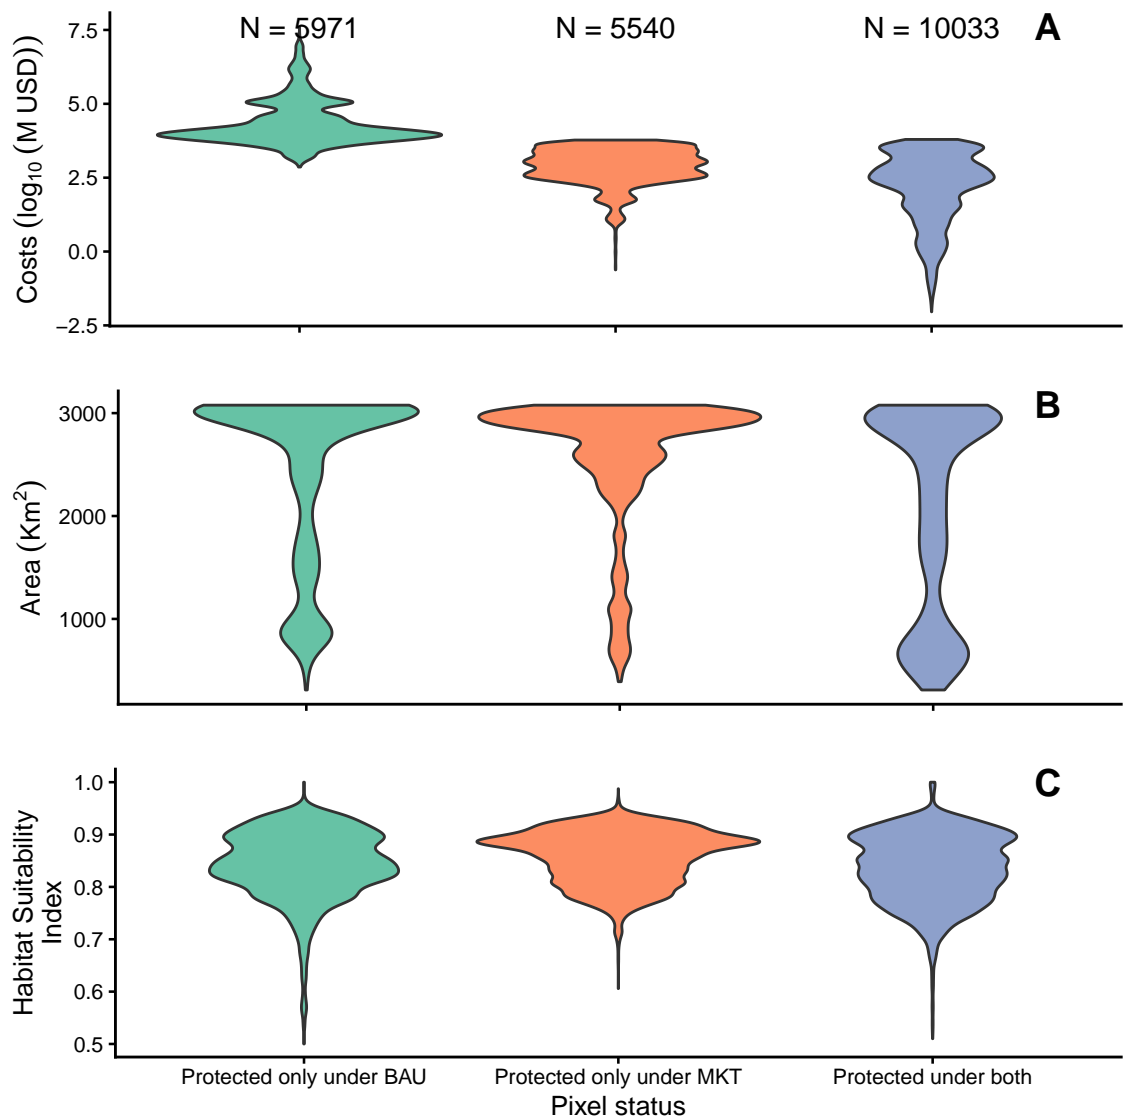 N = 5971
N = 5540
N = 10033
A
Costs (log₁₀ (M USD))
7.5
5.0
2.5
0.0
−2.5
B
Area (Km²)
3000
2000
1000
C
Habitat Suitability
Index
1.0
0.9
0.8
0.7
0.6
0.5
Protected only under BAU
Protected only under MKT
Protected under both
Pixel status